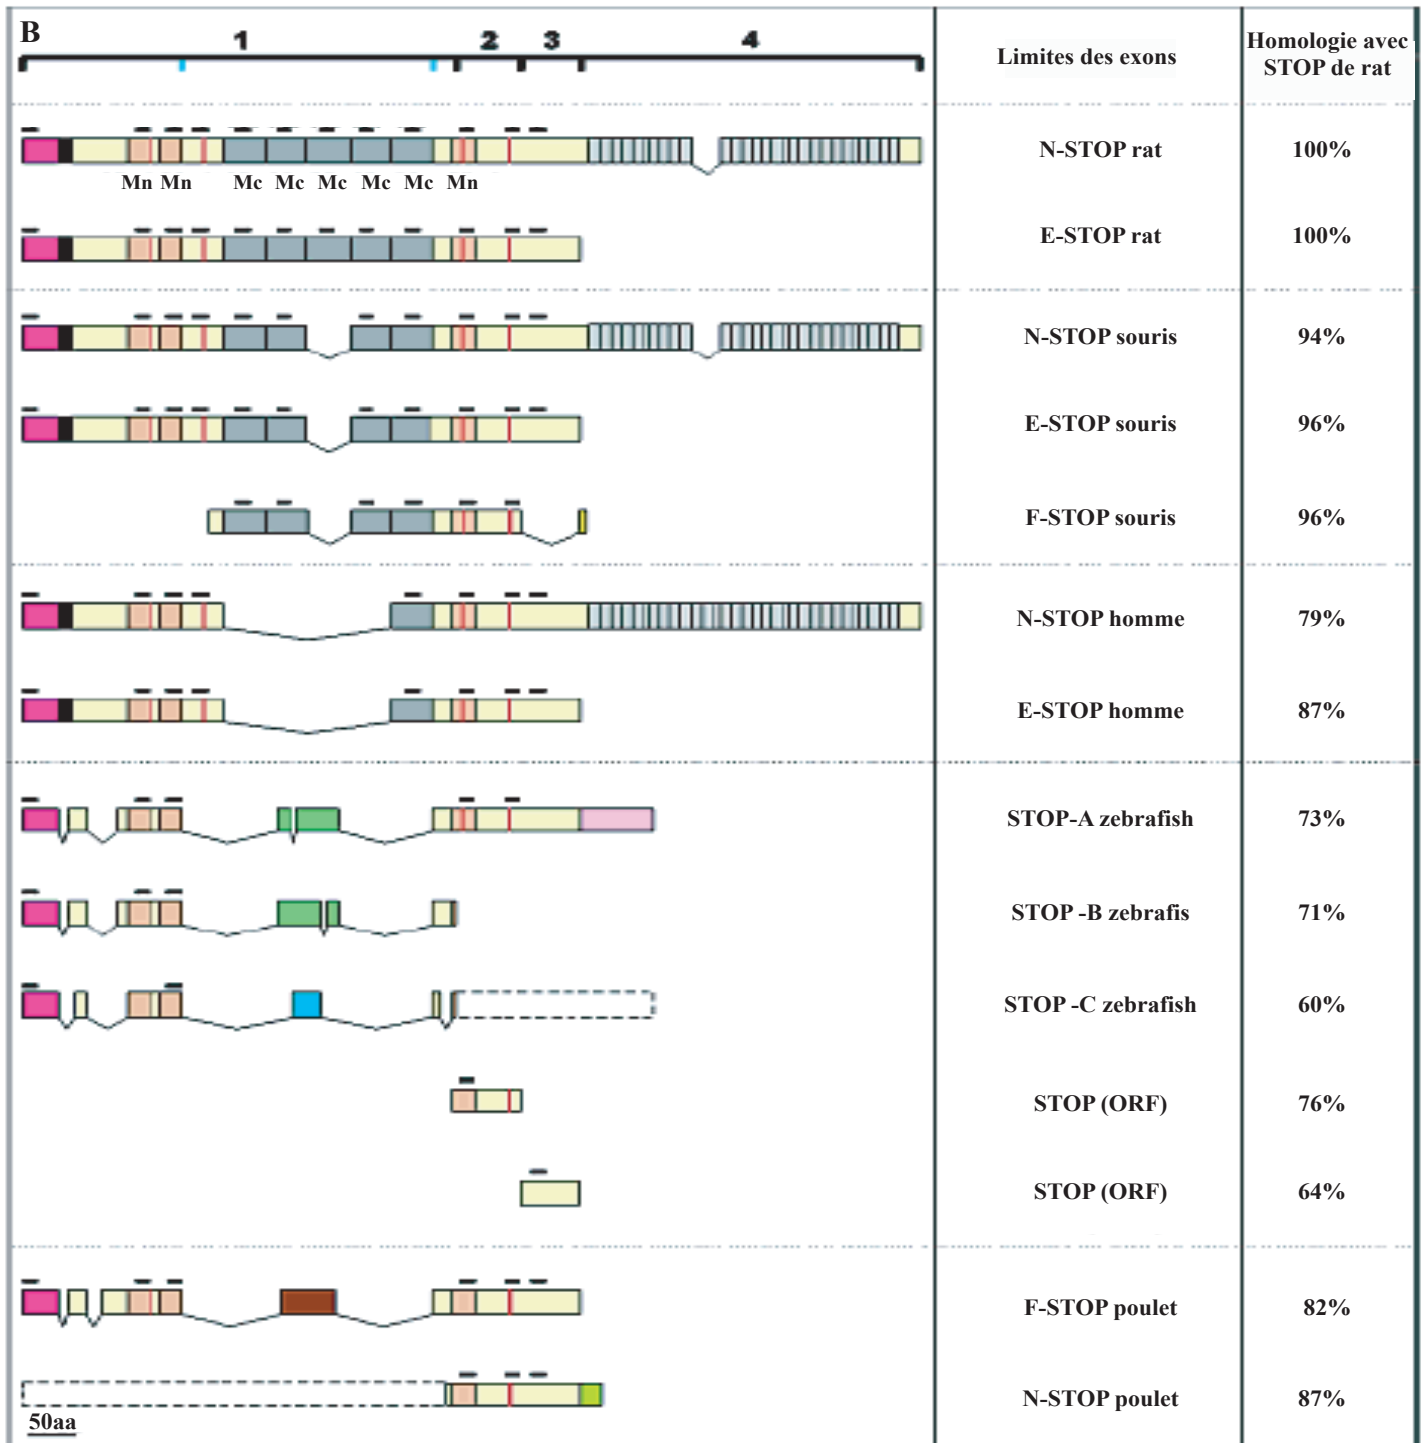 B
1 2 3 4
Limites des exons
Homologie avec
STOP de rat
N-STOP rat 100%
Mn Mn Mc Mc Mc Mc Mc Mn
E-STOP rat 100%
N-STOP souris 94%
E-STOP souris 96%
F-STOP souris 96%
N-STOP homme 79%
E-STOP homme 87%
STOP-A zebrafish 73%
STOP -B zebrafis 71%
STOP -C zebrafish 60%
STOP (ORF) 76%
STOP (ORF) 64%
F-STOP poulet 82%
N-STOP poulet 87%
50aa